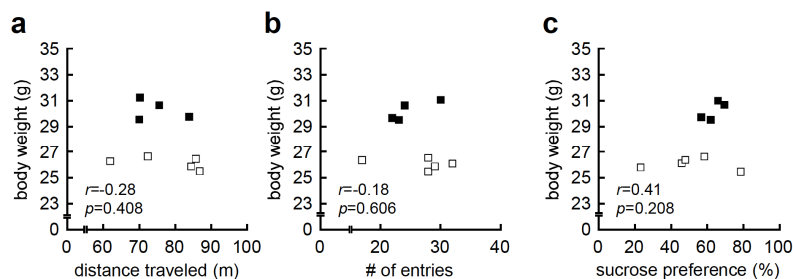 a
body weight (g)
35
33
31
29
27
25
23
0
r=-0.28
p=0.408
0 60 70 80 90 100
distance traveled (m)
b
body weight (g)
35
33
31
29
27
25
23
0
r=-0.18
p=0.606
0 20 30 40
# of entries
c
body weight (g)
35
33
31
29
27
25
23
0
r=0.41
p=0.208
0 20 40 60 80 100
sucrose preference (%)